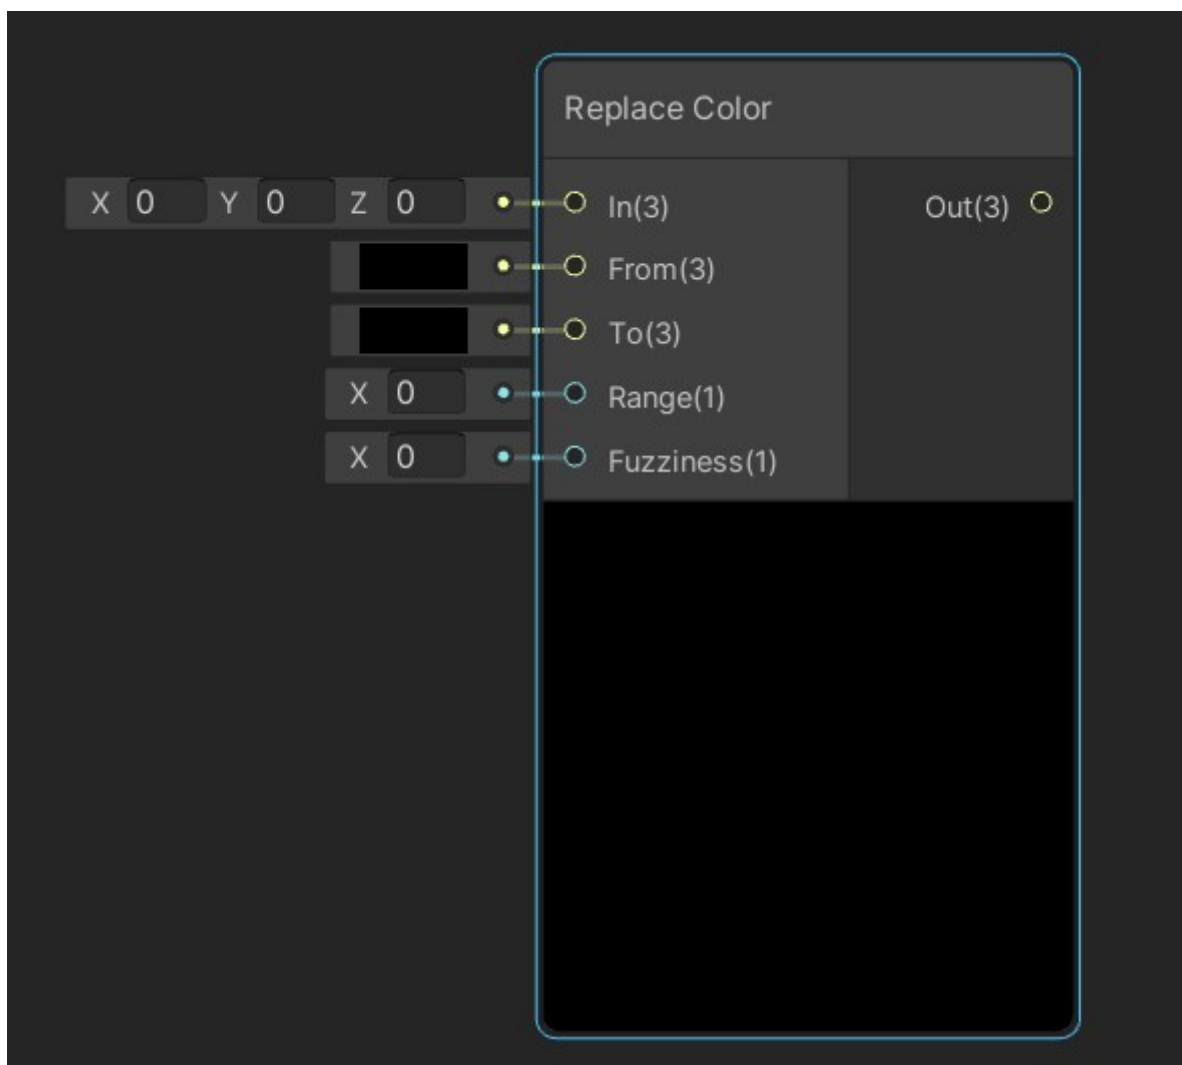 Replace Color
X 0 Y 0 Z 0 In(3) Out(3)
From(3)
To(3)
X 0 Range(1)
X 0 Fuzziness(1)